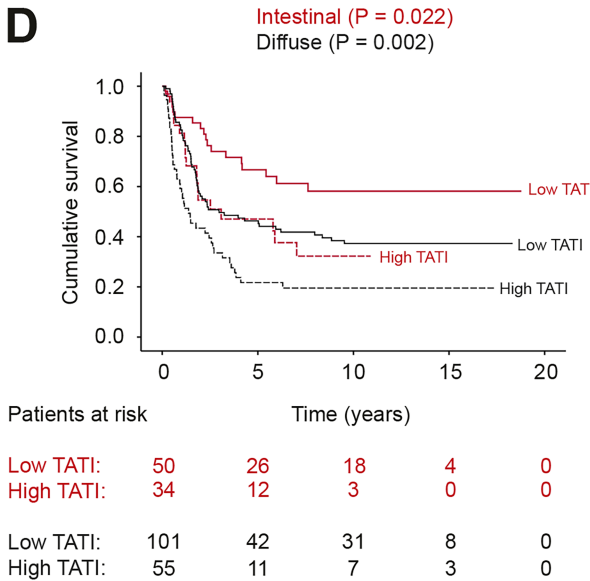 D
Intestinal (P = 0.022)
Diffuse (P = 0.002)
Cumulative survival
1.0
0.8
0.6
0.4
0.2
0.0
Low TAT
Low TATI
High TATI
High TATI
0 5 10 15 20
Patients at risk Time (years)
Low TATI: 50 26 18 4 0
High TATI: 34 12 3 0 0
Low TATI: 101 42 31 8 0
High TATI: 55 11 7 3 0